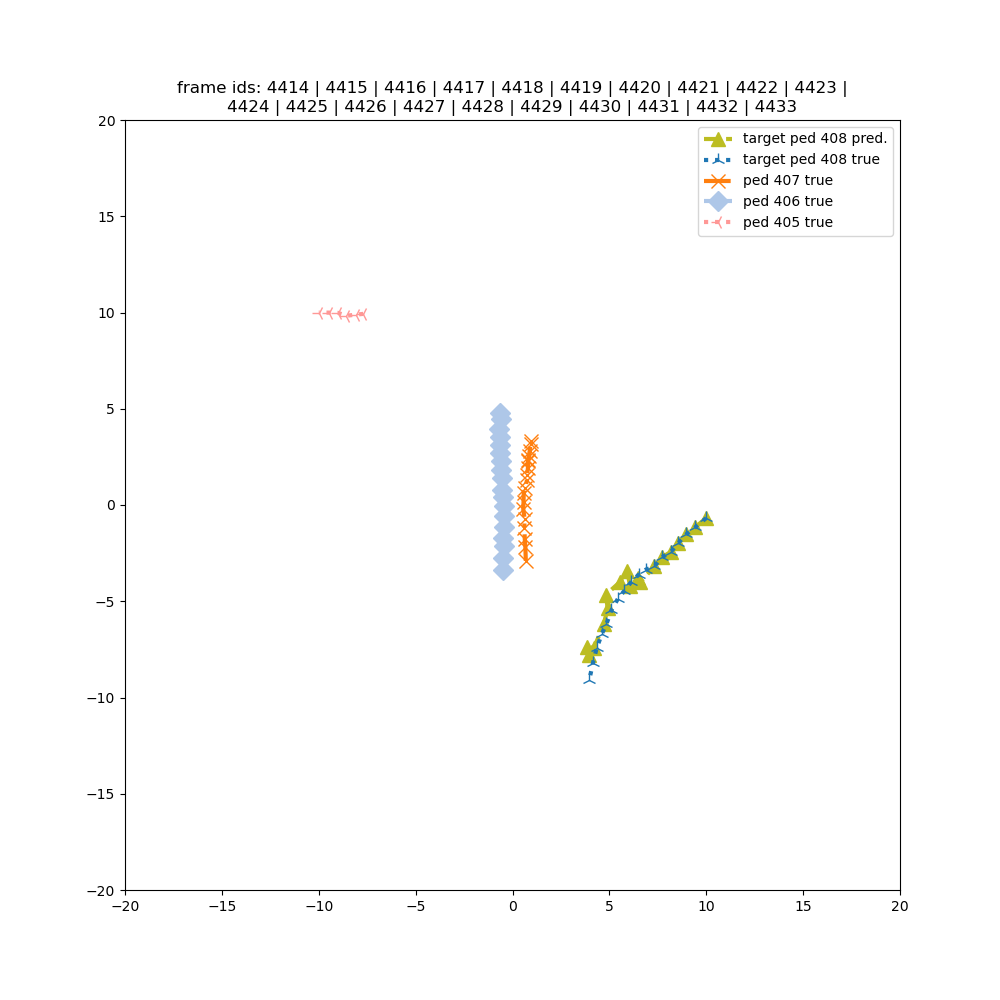 frame ids: 4414 | 4415 | 4416 | 4417 | 4418 | 4419 | 4420 | 4421 | 4422 | 4423 |
4424 | 4425 | 4426 | 4427 | 4428 | 4429 | 4430 | 4431 | 4432 | 4433
target ped 408 pred.
target ped 408 true
ped 407 true
ped 406 true
ped 405 true
20
15
10
5
0
−5
−10
−15
−20
−20 −15 −10 −5 0 5 10 15 20